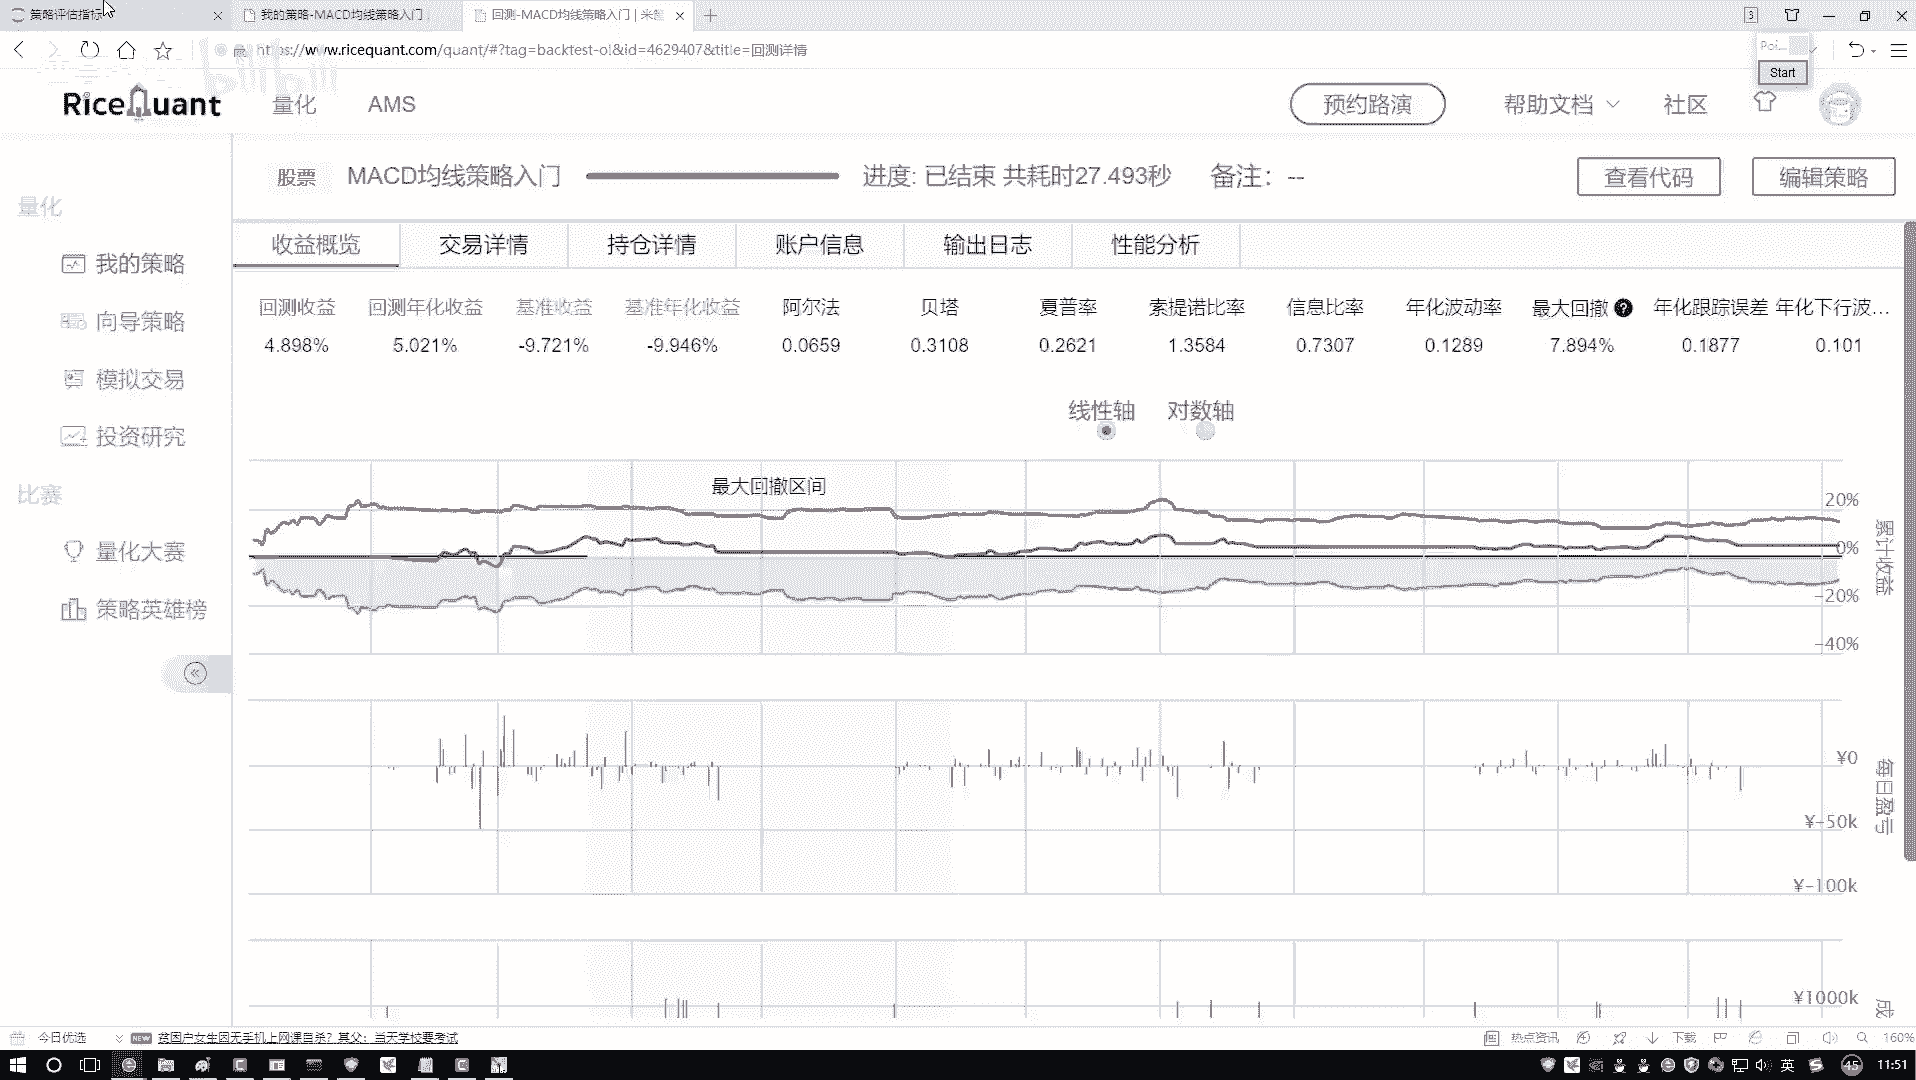 策略评估指标
我的策略-MACD均线策略入门
回测-MACD均线策略入门 | 米筐
3
https://www.ricequant.com/quant/#?tag=backtest-ol&id=4629407&title=回测详情
bilibili
Poi...
Start
RiceQuant
量化
AMS
预约路演
帮助文档
社区
股票
MACD均线策略入门
进度: 已结束 共耗时27.493秒
备注: --
查看代码
编辑策略
量化
我的策略
向导策略
模拟交易
投资研究
比赛
量化大赛
策略英雄榜
收益概览
交易详情
持仓详情
账户信息
输出日志
性能分析
回测收益 回测年化收益 基准收益 基准年化收益 阿尔法 贝塔 夏普率 索提诺比率 信息比率 年化波动率 最大回撤 ? 年化跟踪误差 年化下行波...
4.898% 5.021% -9.721% -9.946% 0.0659 0.3108 0.2621 1.3584 0.7307 0.1289 7.894% 0.1877 0.101
线性轴 对数轴
最大回撤区间
20%
0%
-20%
-40%
累计收益
¥0
¥-50k
¥-100k
每日盈亏
¥1000k
成
今日优选
NEW
贫困户女生因无手机上网课自杀？其父：当天学校要考试
热点资讯
下载
160%
英
45
11:51